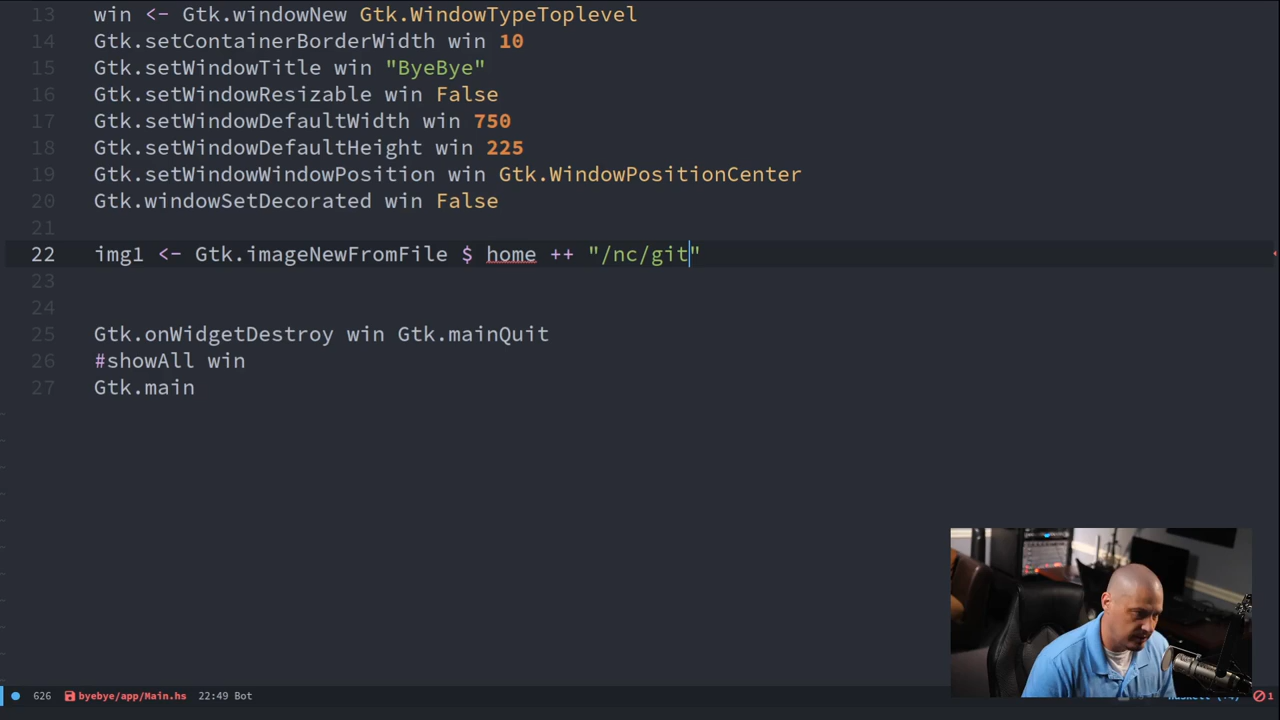 13 win <- Gtk.windowNew Gtk.WindowTypeToplevel
14 Gtk.setContainerBorderWidth win 10
15 Gtk.setWindowTitle win "ByeBye"
16 Gtk.setWindowResizable win False
17 Gtk.setWindowDefaultWidth win 750
18 Gtk.setWindowDefaultHeight win 225
19 Gtk.setWindowWindowPosition win Gtk.WindowPositionCenter
20 Gtk.windowSetDecorated win False
21
22 img1 <- Gtk.imageNewFromFile $ home ++ "/nc/git"
23
24
25 Gtk.onWidgetDestroy win Gtk.mainQuit
26 #showAll win
27 Gtk.main
626 byebye/app/Main.hs 22:49 Bot 1